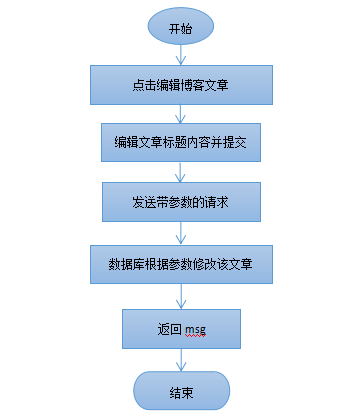 开始
点击编辑博客文章
编辑文章标题内容并提交
发送带参数的请求
数据库根据参数修改该文章
返回 msg
结束